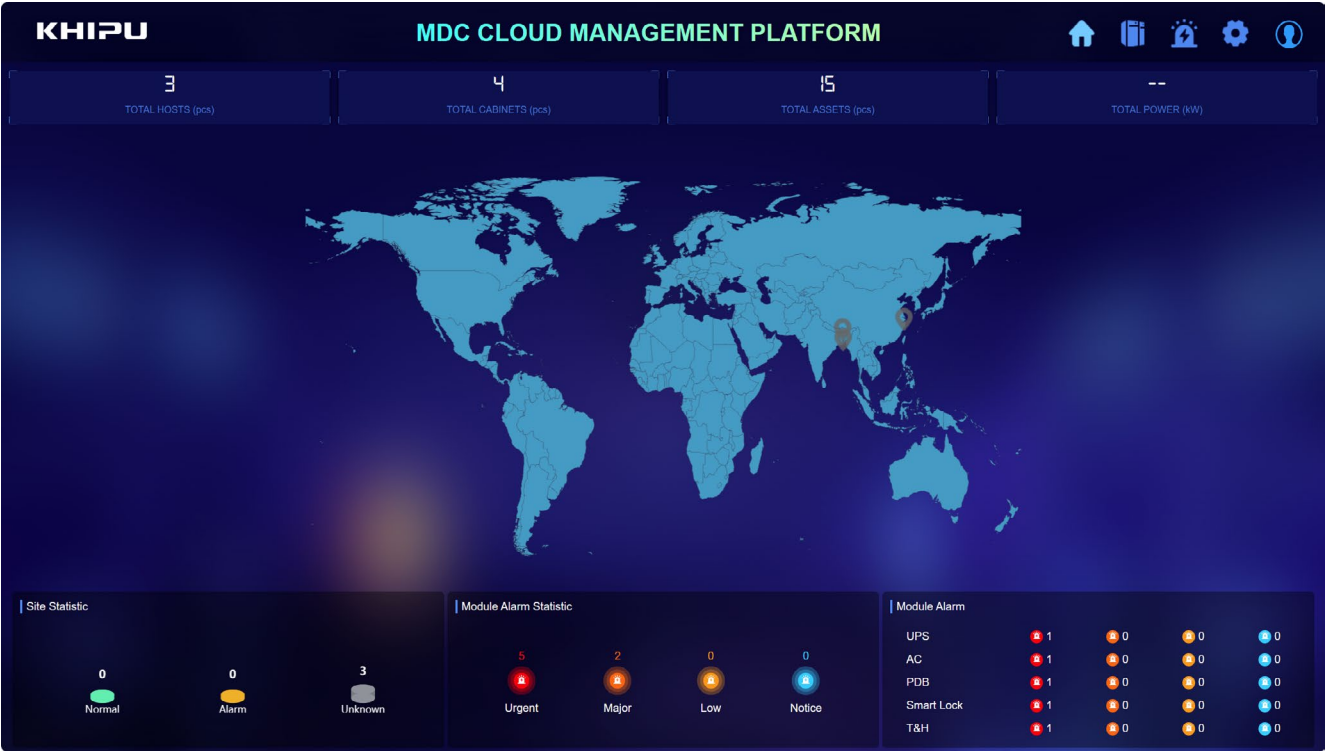 KHIPU
MDC CLOUD MANAGEMENT PLATFORM
3
TOTAL HOSTS (pcs)
4
TOTAL CABINETS (pcs)
15
TOTAL ASSETS (pcs)
--
TOTAL POWER (kW)
Site Statistic
0
Normal
0
Alarm
3
Unknown
Module Alarm Statistic
5
Urgent
2
Major
0
Low
0
Notice
Module Alarm
UPS 1 0 0 0
AC 1 0 0 0
PDB 1 0 0 0
Smart Lock 1 0 0 0
T&H 1 0 0 0